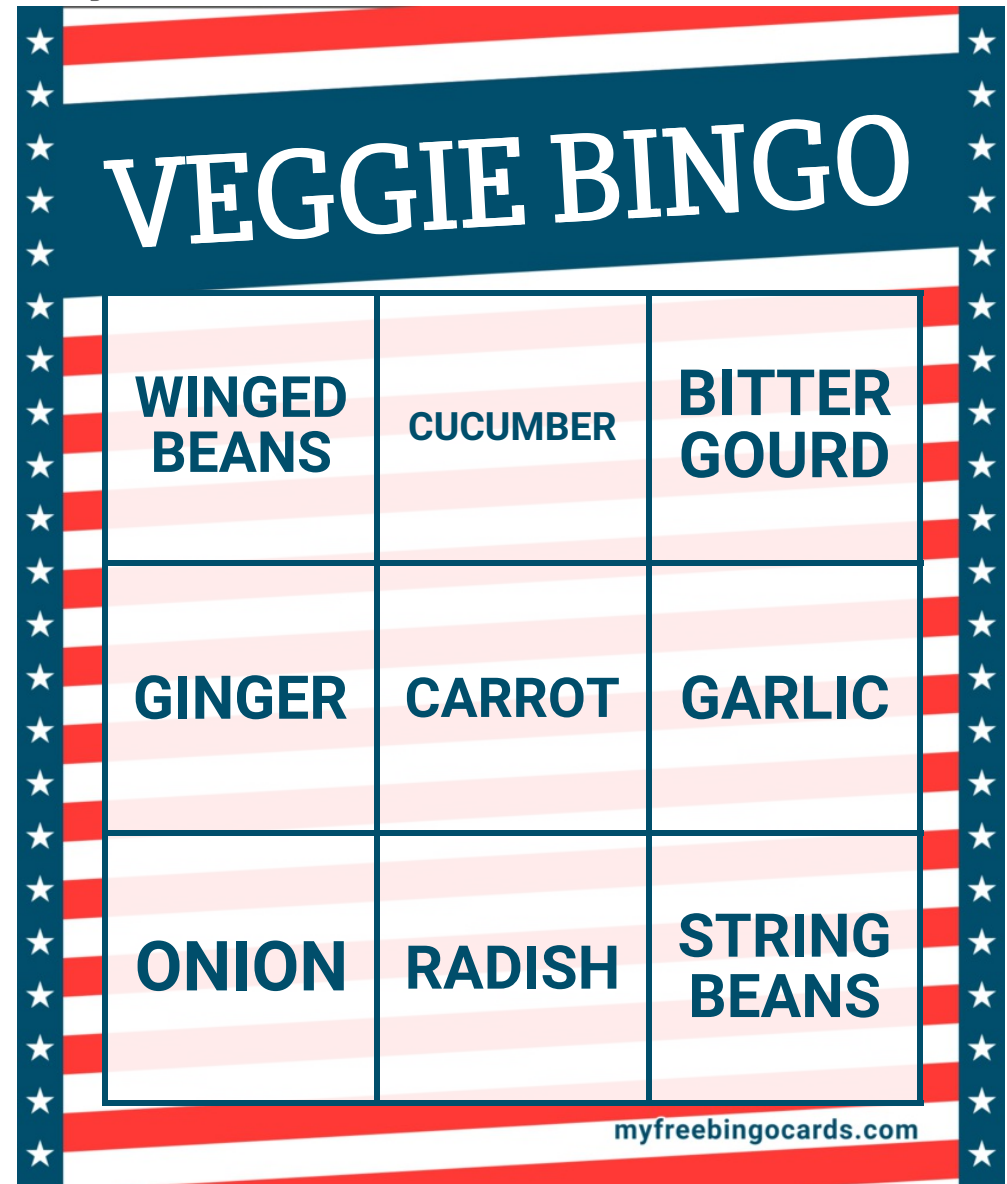 VEGGIE BINGO
WINGED
BEANS
CUCUMBER
BITTER
GOURD
GINGER
CARROT
GARLIC
ONION
RADISH
STRING
BEANS
myfreebingocards.com